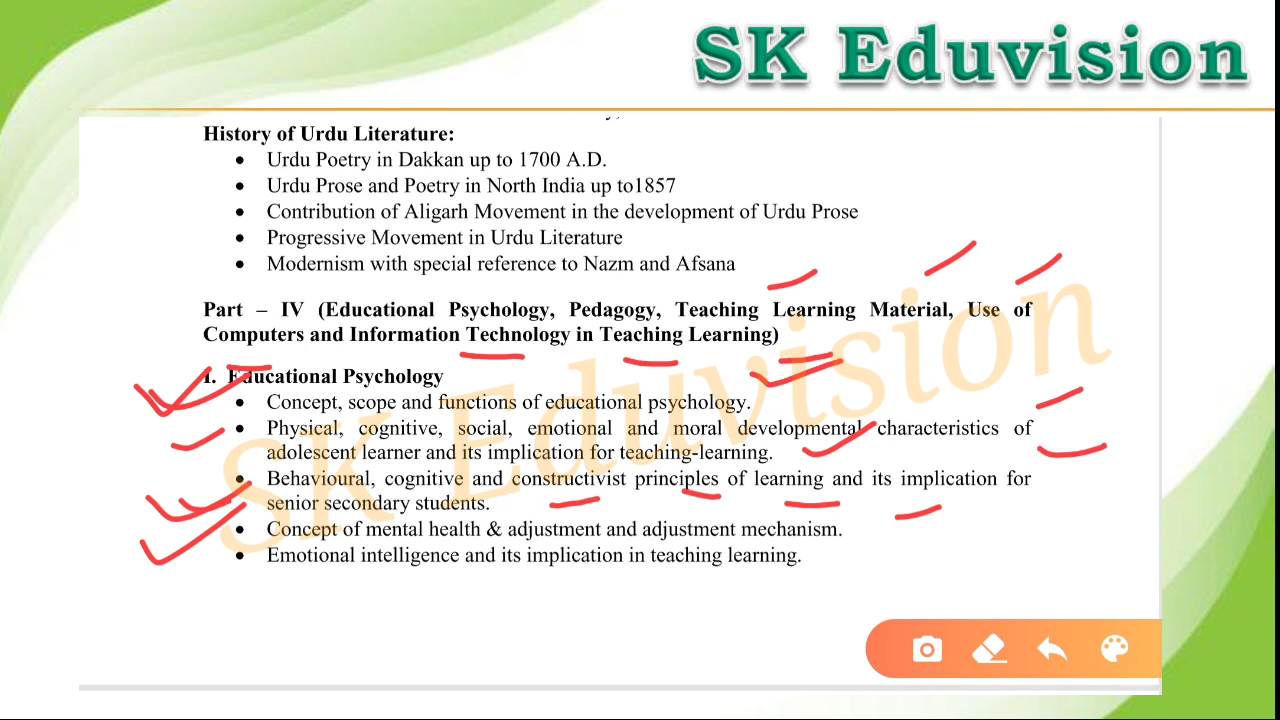 SK Eduvision
History of Urdu Literature:
• Urdu Poetry in Dakkan up to 1700 A.D.
• Urdu Prose and Poetry in North India up to1857
• Contribution of Aligarh Movement in the development of Urdu Prose
• Progressive Movement in Urdu Literature
• Modernism with special reference to Nazm and Afsana
Part – IV (Educational Psychology, Pedagogy, Teaching Learning Material, Use of
Computers and Information Technology in Teaching Learning)
I. Educational Psychology
• Concept, scope and functions of educational psychology.
• Physical, cognitive, social, emotional and moral developmental characteristics of
adolescent learner and its implication for teaching-learning.
• Behavioural, cognitive and constructivist principles of learning and its implication for
senior secondary students.
• Concept of mental health & adjustment and adjustment mechanism.
• Emotional intelligence and its implication in teaching learning.
SK Eduvision